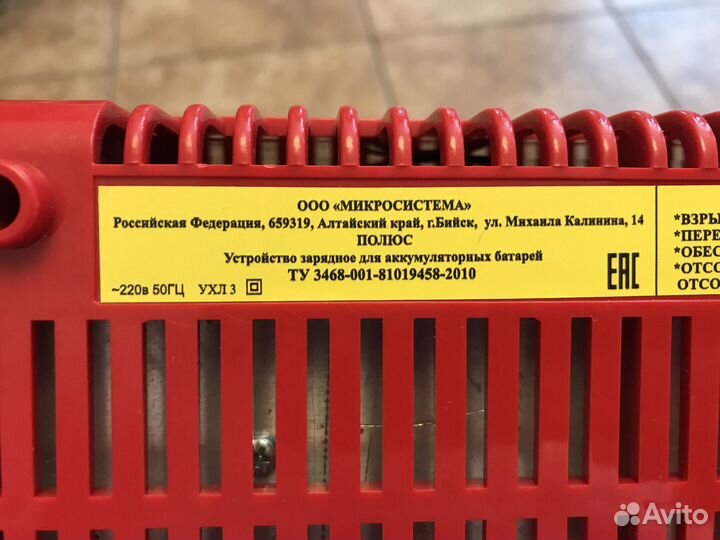 ООО «МИКРОСИСТЕМА»
Российская Федерация, 659319, Алтайский край, г.Бийск, ул. Михаила Калинина, 14
ПОЛЮС
Устройство зарядное для аккумуляторных батарей
ТУ 3468-001-81019458-2010
~220в 50ГЦ УХЛ 3
ЕАС
*ВЗРЫ
*ПЕРЕ
*ОБЕС
*ОТСО
ОТСО
Avito